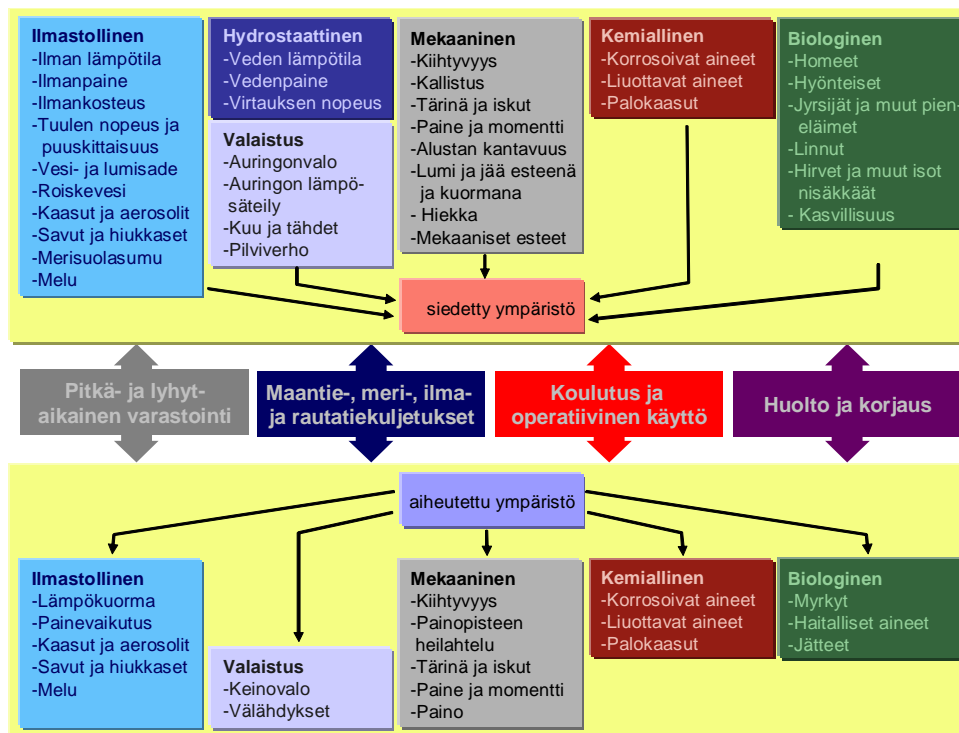 Ilmastollinen
-Ilman lämpötila
-Ilmanpaine
-Ilmankosteus
-Tuulen nopeus ja
puuskittaisuus
-Vesi- ja lumisade
-Roiskevesi
-Kaasut ja aerosolit
-Savut ja hiukkaset
-Merisuolasumu
-Melu
Hydrostaattinen
-Veden lämpötila
-Vedenpaine
-Virtauksen nopeus
Valaistus
-Auringonvalo
-Auringon lämpö-
säteily
-Kuu ja tähdet
-Pilviverho
Mekaaninen
-Kiihtyvyys
-Kallistus
-Tärinä ja iskut
-Paine ja momentti
-Alustan kantavuus
-Lumi ja jää esteenä
ja kuormana
- Hiekka
-Mekaaniset esteet
Kemiallinen
-Korrosoivat aineet
-Liuottavat aineet
-Palokaasut
Biologinen
-Homeet
-Hyönteiset
-Jyrsijät ja muut pien-
eläimet
-Linnut
-Hirvet ja muut isot
nisäkkäät
- Kasvillisuus
siedetty ympäristö
Pitkä- ja lyhyt-
aikainen varastointi
Maantie-, meri-, ilma-
ja rautatiekuljetukset
Koulutus ja
operatiivinen käyttö
Huolto ja korjaus
aiheutettu ympäristö
Ilmastollinen
-Lämpökuorma
-Painevaikutus
-Kaasut ja aerosolit
-Savut ja hiukkaset
-Melu
Valaistus
-Keinovalo
-Välähdykset
Mekaaninen
-Kiihtyvyys
-Painopisteen
heilahtelu
-Tärinä ja iskut
-Paine ja momentti
-Paino
Kemiallinen
-Korrosoivat aineet
-Liuottavat aineet
-Palokaasut
Biologinen
-Myrkyt
-Haitalliset aineet
-Jätteet